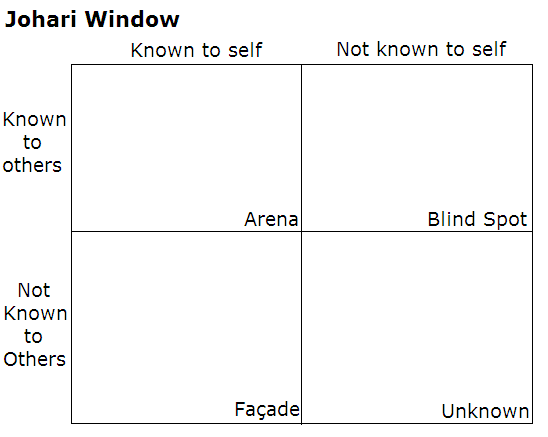 Johari Window
Known to self
Not known to self
Known
to
others
Arena
Blind Spot
Not
Known
to
Others
Façade
Unknown